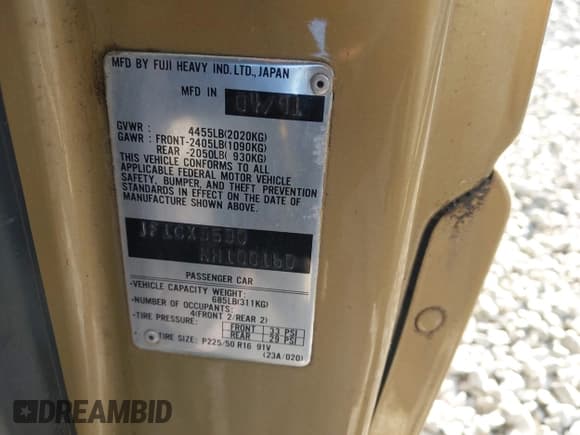 MFD BY FUJI HEAVY IND.LTD.,JAPAN
MFD IN 04/91
GVWR : 4455LB(2020KG)
GAWR : FRONT-2405LB(1090KG)
REAR -2050LB( 930KG)
THIS VEHICLE CONFORMS TO ALL
APPLICABLE FEDERAL MOTOR VEHICLE
SAFETY, BUMPER, AND THEFT PREVENTION
STANDARDS IN EFFECT ON THE DATE OF
MANUFACTURE SHOWN ABOVE.
PASSENGER CAR
·VEHICLE CAPACITY WEIGHT:
685LB(311KG)
·NUMBER OF OCCUPANTS:
4(FRONT 2/REAR 2)
·TIRE PRESSURE: FRONT 33 PSI
REAR 29 PSI
TIRE SIZE: P225/50 R16 91V
(23A/020)
DREAMBID